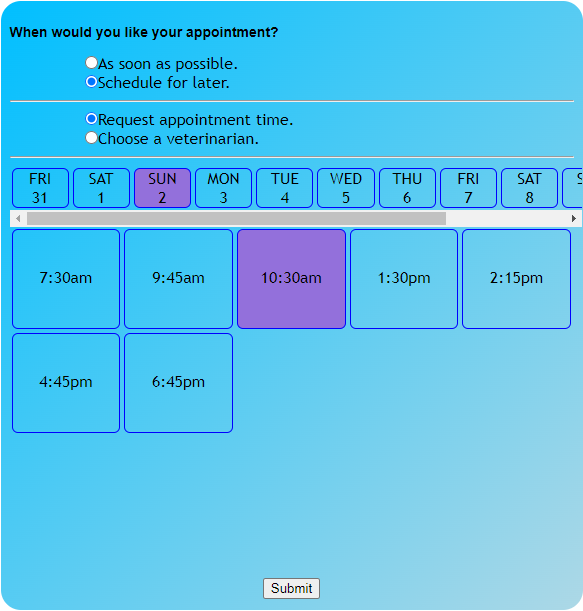 When would you like your appointment?
As soon as possible.
Schedule for later.
Request appointment time.
Choose a veterinarian.
FRI SAT SUN MON TUE WED THU FRI SAT S
31 1 2 3 4 5 6 7 8
7:30am 9:45am 10:30am 1:30pm 2:15pm
4:45pm 6:45pm
Submit